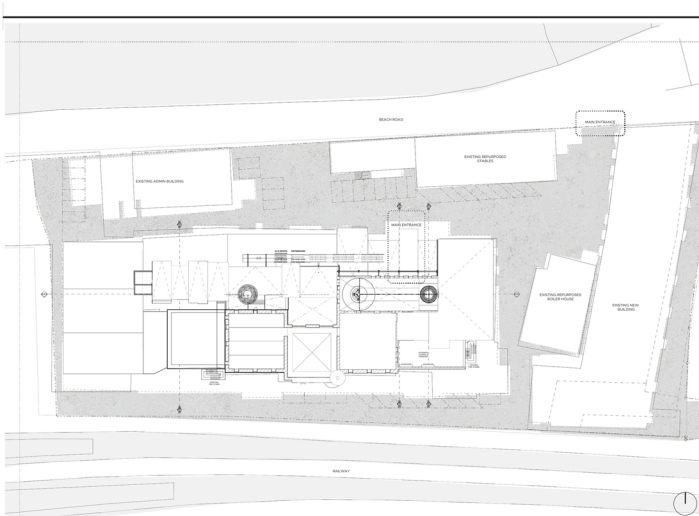 BEACH ROAD
MAIN ENTRANCE
EXISTING REPURPOSED
STABLES
EXISTING ADMIN BUILDING
MAIN ENTRANCE
EXISTING REPURPOSED
BOILER HOUSE
EXISTING NEW
BUILDING
RAILWAY